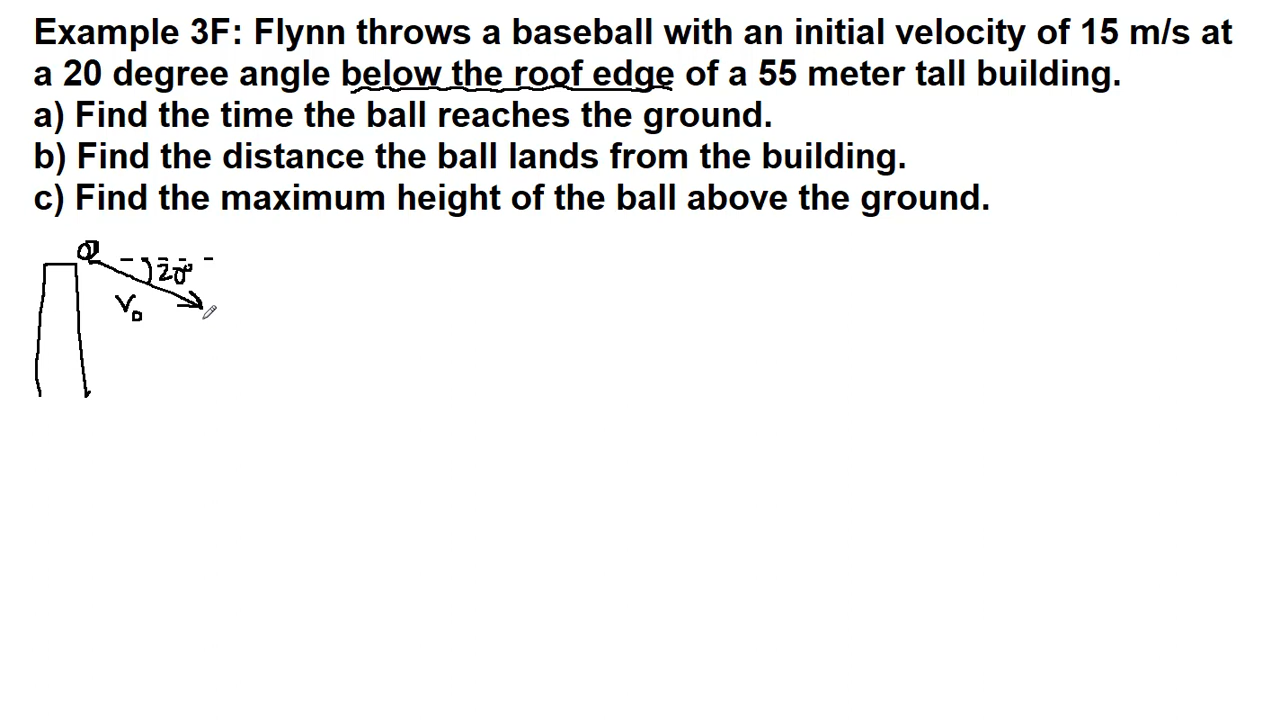 Example 3F: Flynn throws a baseball with an initial velocity of 15 m/s at
a 20 degree angle below the roof edge of a 55 meter tall building.
a) Find the time the ball reaches the ground.
b) Find the distance the ball lands from the building.
c) Find the maximum height of the ball above the ground.
20°
V₀